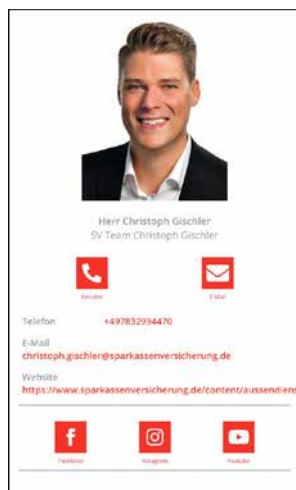 Herr Christoph Gischler
SV Team Christoph Gischler
Anrufen
E-Mail
Telefon +497832994470
E-Mail
christoph.gischler@sparkassenversicherung.de
Website
https://www.sparkassenversicherung.de/content/aussendiens
Facebook
Instagram
Youtube